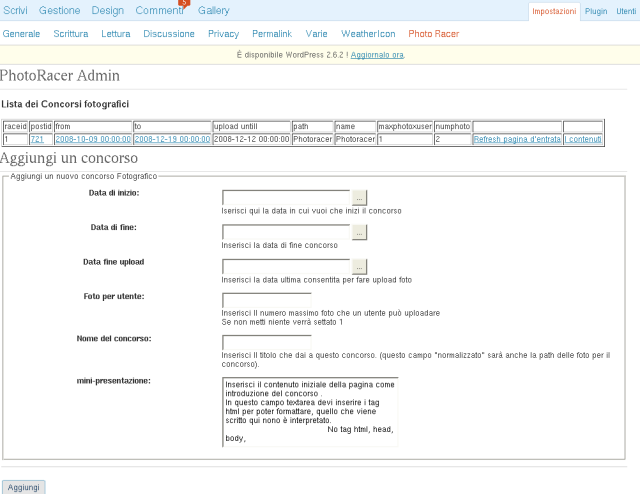 Scrivi Gestione Design Commenti 5 Gallery Impostazioni Plugin Utenti
Generale Scrittura Lettura Discussione Privacy Permalink Varie WeatherIcon Photo Racer
È disponibile WordPress 2.6.2 ! Aggiornalo ora.
PhotoRacer Admin
Lista dei Concorsi fotografici
raceid postid from to upload untill path name maxphotoxuser numphoto
1 721 2008-10-09 00:00:00 2008-12-19 00:00:00 2008-12-12 00:00:00 Photoracer Photoracer 1 2 Refresh pagina d'entrata I contenuti
Aggiungi un concorso
Aggiungi un nuovo concorso Fotografico
Data di inizio: ...
Iserisci qui la data in cui vuoi che inizi il concorso
Data di fine: ...
Inserisci la data di fine concorso
Data fine upload ...
Inserisci la data ultima consentita per fare upload foto
Foto per utente:
Inserisci Il numero massimo foto che un utente può uploadare
Se non metti niente verrà settato 1
Nome del concorso:
Inserisci Il titolo che dai a questo concorso. (questo campo "normalizzato" sarà anche la path delle foto per il
concorso).
mini-presentazione:
Inserisci il contenuto iniziale della pagina come
introduzione del concorso .
In questo campo textarea devi inserire i tag
html per poter formattare, quello che viene
scritto qui nono è interpretato.
No tag html, head,
body,
Aggiungi